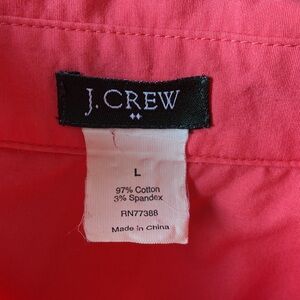 J.CREW
L
97% Cotton
3% Spandex
RN77388
Made in China